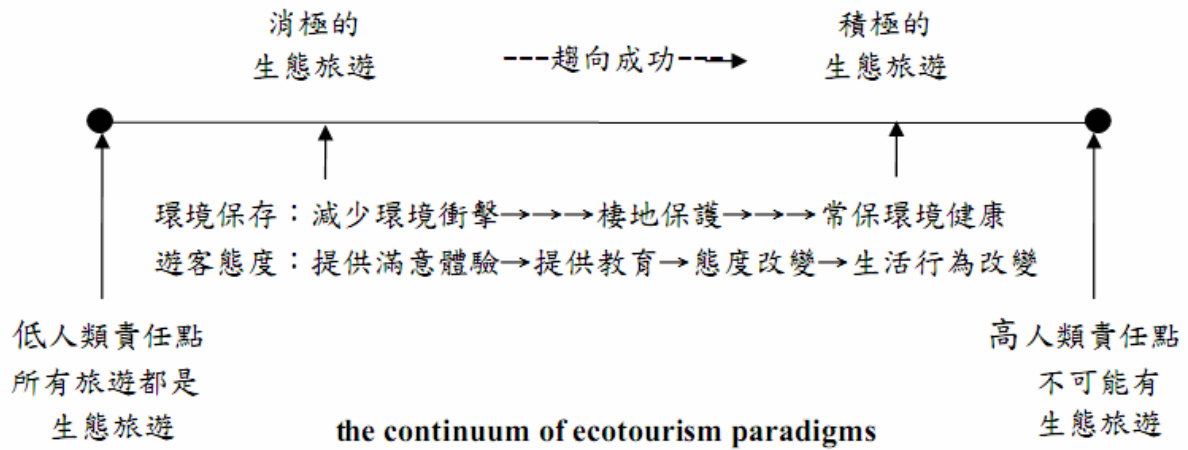 消極的
生態旅遊
---趨向成功---
積極的
生態旅遊
環境保存：減少環境衝擊→→→棲地保護→→→常保環境健康
遊客態度：提供滿意體驗→提供教育→態度改變→生活行為改變
低人類責任點
所有旅遊都是
生態旅遊
高人類責任點
不可能有
生態旅遊
the continuum of ecotourism paradigms